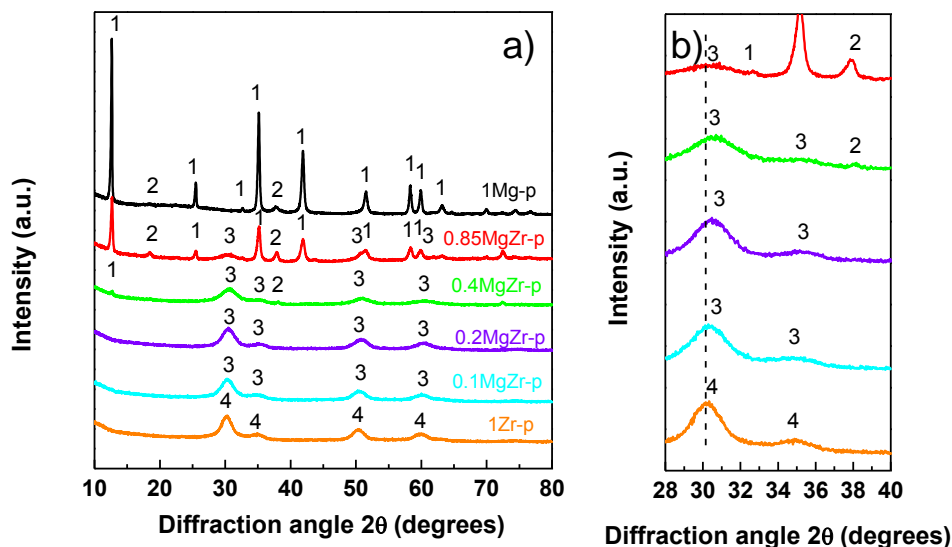 a)
Intensity (a.u.)
1
1
2
1
1
2
1
1
1 1
1
1Mg-p
2
1
3
1
2
1
3 1
1 1
3
0.85MgZr-p
1
3
3
2
3
3
0.4MgZr-p
3
3
3
3
0.2MgZr-p
3
3
3
3
0.1MgZr-p
4
4
4
4
1Zr-p
10 20 30 40 50 60 70 80
Diffraction angle 2θ (degrees)
b)
Intensity (a.u.)
3 1 2
3 3 2
3 3
3 3
4 4
28 30 32 34 36 38 40
Diffraction angle 2θ (degrees)